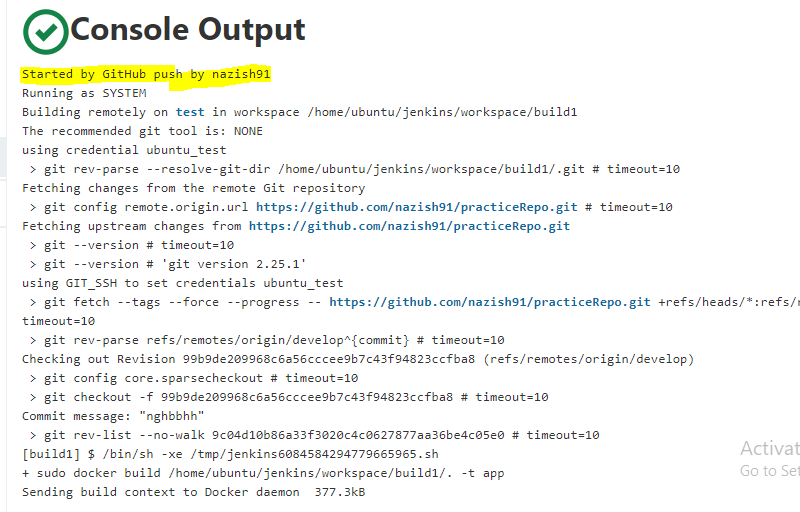 Console Output
Started by GitHub push by nazish91
Running as SYSTEM
Building remotely on test in workspace /home/ubuntu/jenkins/workspace/build1
The recommended git tool is: NONE
using credential ubuntu_test
> git rev-parse --resolve-git-dir /home/ubuntu/jenkins/workspace/build1/.git # timeout=10
Fetching changes from the remote Git repository
> git config remote.origin.url https://github.com/nazish91/practiceRepo.git # timeout=10
Fetching upstream changes from https://github.com/nazish91/practiceRepo.git
> git --version # timeout=10
> git --version # 'git version 2.25.1'
using GIT_SSH to set credentials ubuntu_test
> git fetch --tags --force --progress -- https://github.com/nazish91/practiceRepo.git +refs/heads/*:refs/r
timeout=10
> git rev-parse refs/remotes/origin/develop^{commit} # timeout=10
Checking out Revision 99b9de209968c6a56cccee9b7c43f94823ccfba8 (refs/remotes/origin/develop)
> git config core.sparsecheckout # timeout=10
> git checkout -f 99b9de209968c6a56cccee9b7c43f94823ccfba8 # timeout=10
Commit message: "nghbbhh"
> git rev-list --no-walk 9c04d10b86a33f3020c4c0627877aa36be4c05e0 # timeout=10
[build1] $ /bin/sh -xe /tmp/jenkins6084584294779665965.sh
+ sudo docker build /home/ubuntu/jenkins/workspace/build1/. -t app
Sending build context to Docker daemon  377.3kB
Activat
Go to Set